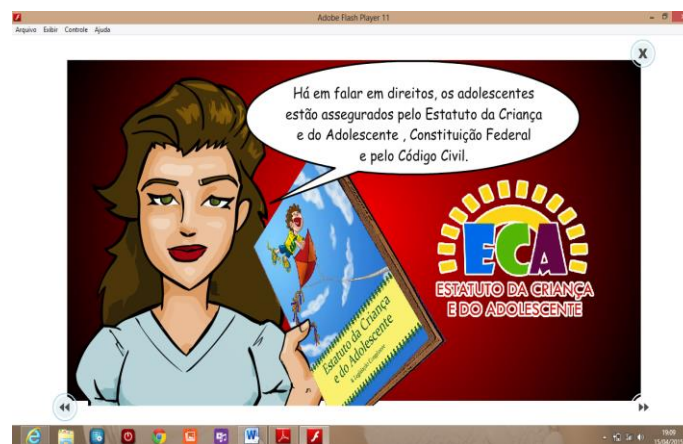 Adobe Flash Player 11
Arquivo Exibir Controle Ajuda
X
Há em falar em direitos, os adolescentes
estão assegurados pelo Estatuto da Criança
e do Adolescente , Constituição Federal
e pelo Código Civil.
ECA
ESTATUTO DA CRIANÇA
E DO ADOLESCENTE
Estatuto da Criança
e do Adolescente
19:09